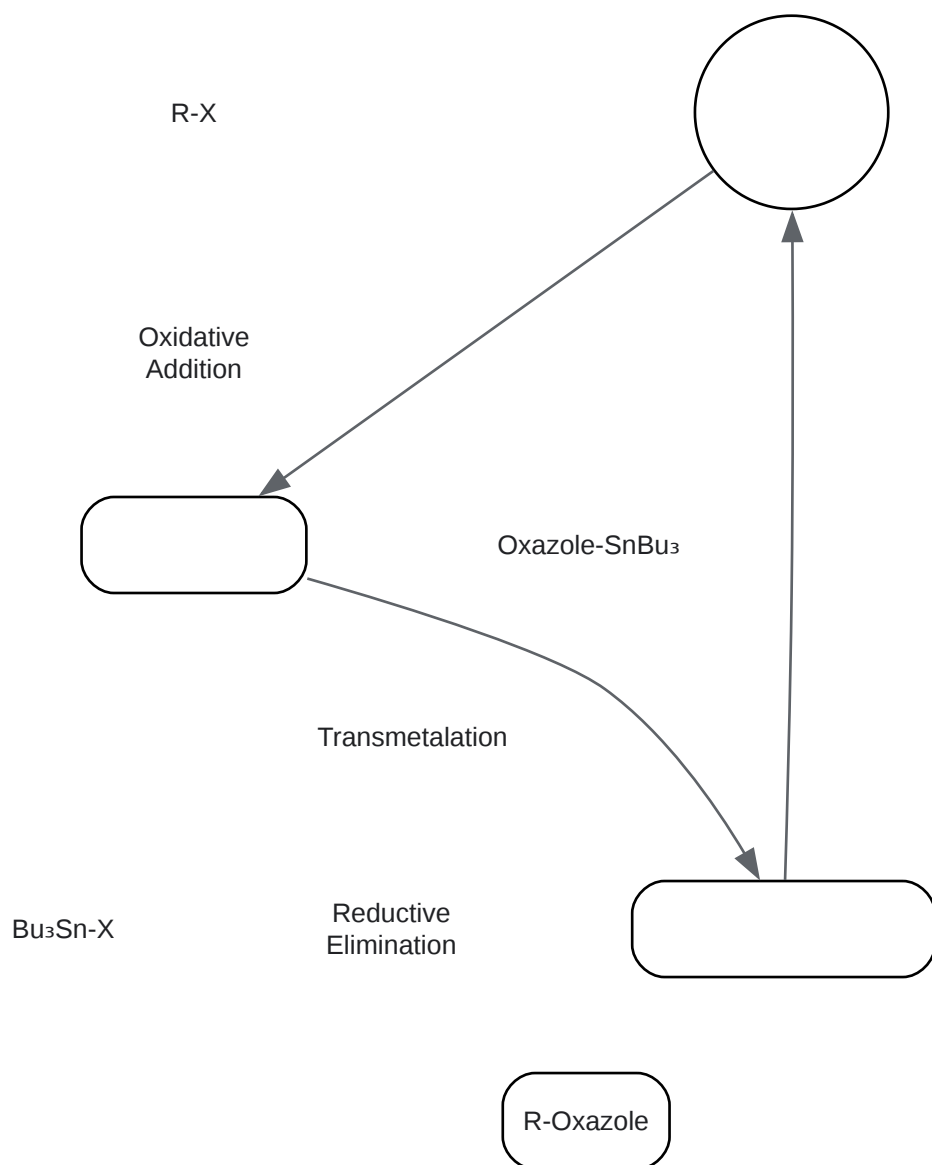 R-X
Oxidative
Addition
Oxazole-SnBu₃
Transmetalation
Bu₃Sn-X
Reductive
Elimination
R-Oxazole